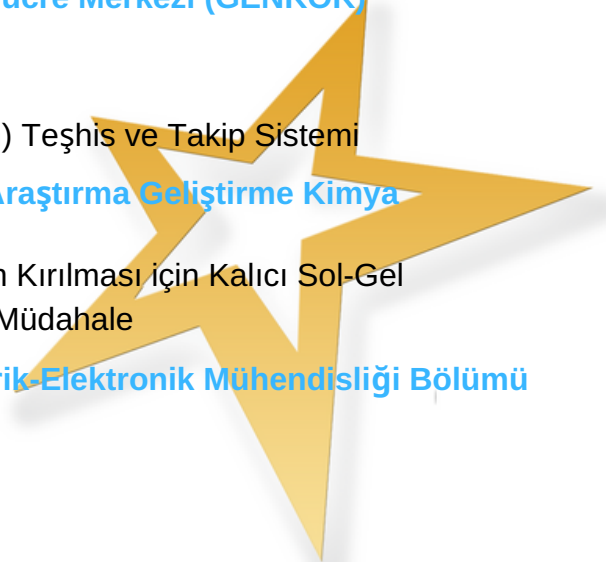 ücre Merkezi (GENKÖK)
) Teşhis ve Takip Sistemi
Araştırma Geliştirme Kimya
n Kırılması için Kalıcı Sol-Gel
Müdahale
rik-Elektronik Mühendisliği Bölümü